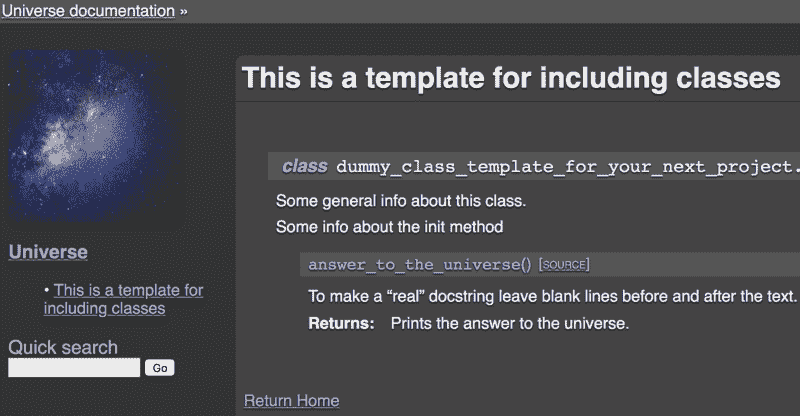 Universe documentation »
This is a template for including classes
class dummy_class_template_for_your_next_project.
Some general info about this class.
Some info about the init method
answer_to_the_universe() [SOURCE]
To make a “real” docstring leave blank lines before and after the text.
Returns: Prints the answer to the universe.
Return Home
Universe
• This is a template for
including classes
Quick search
Go